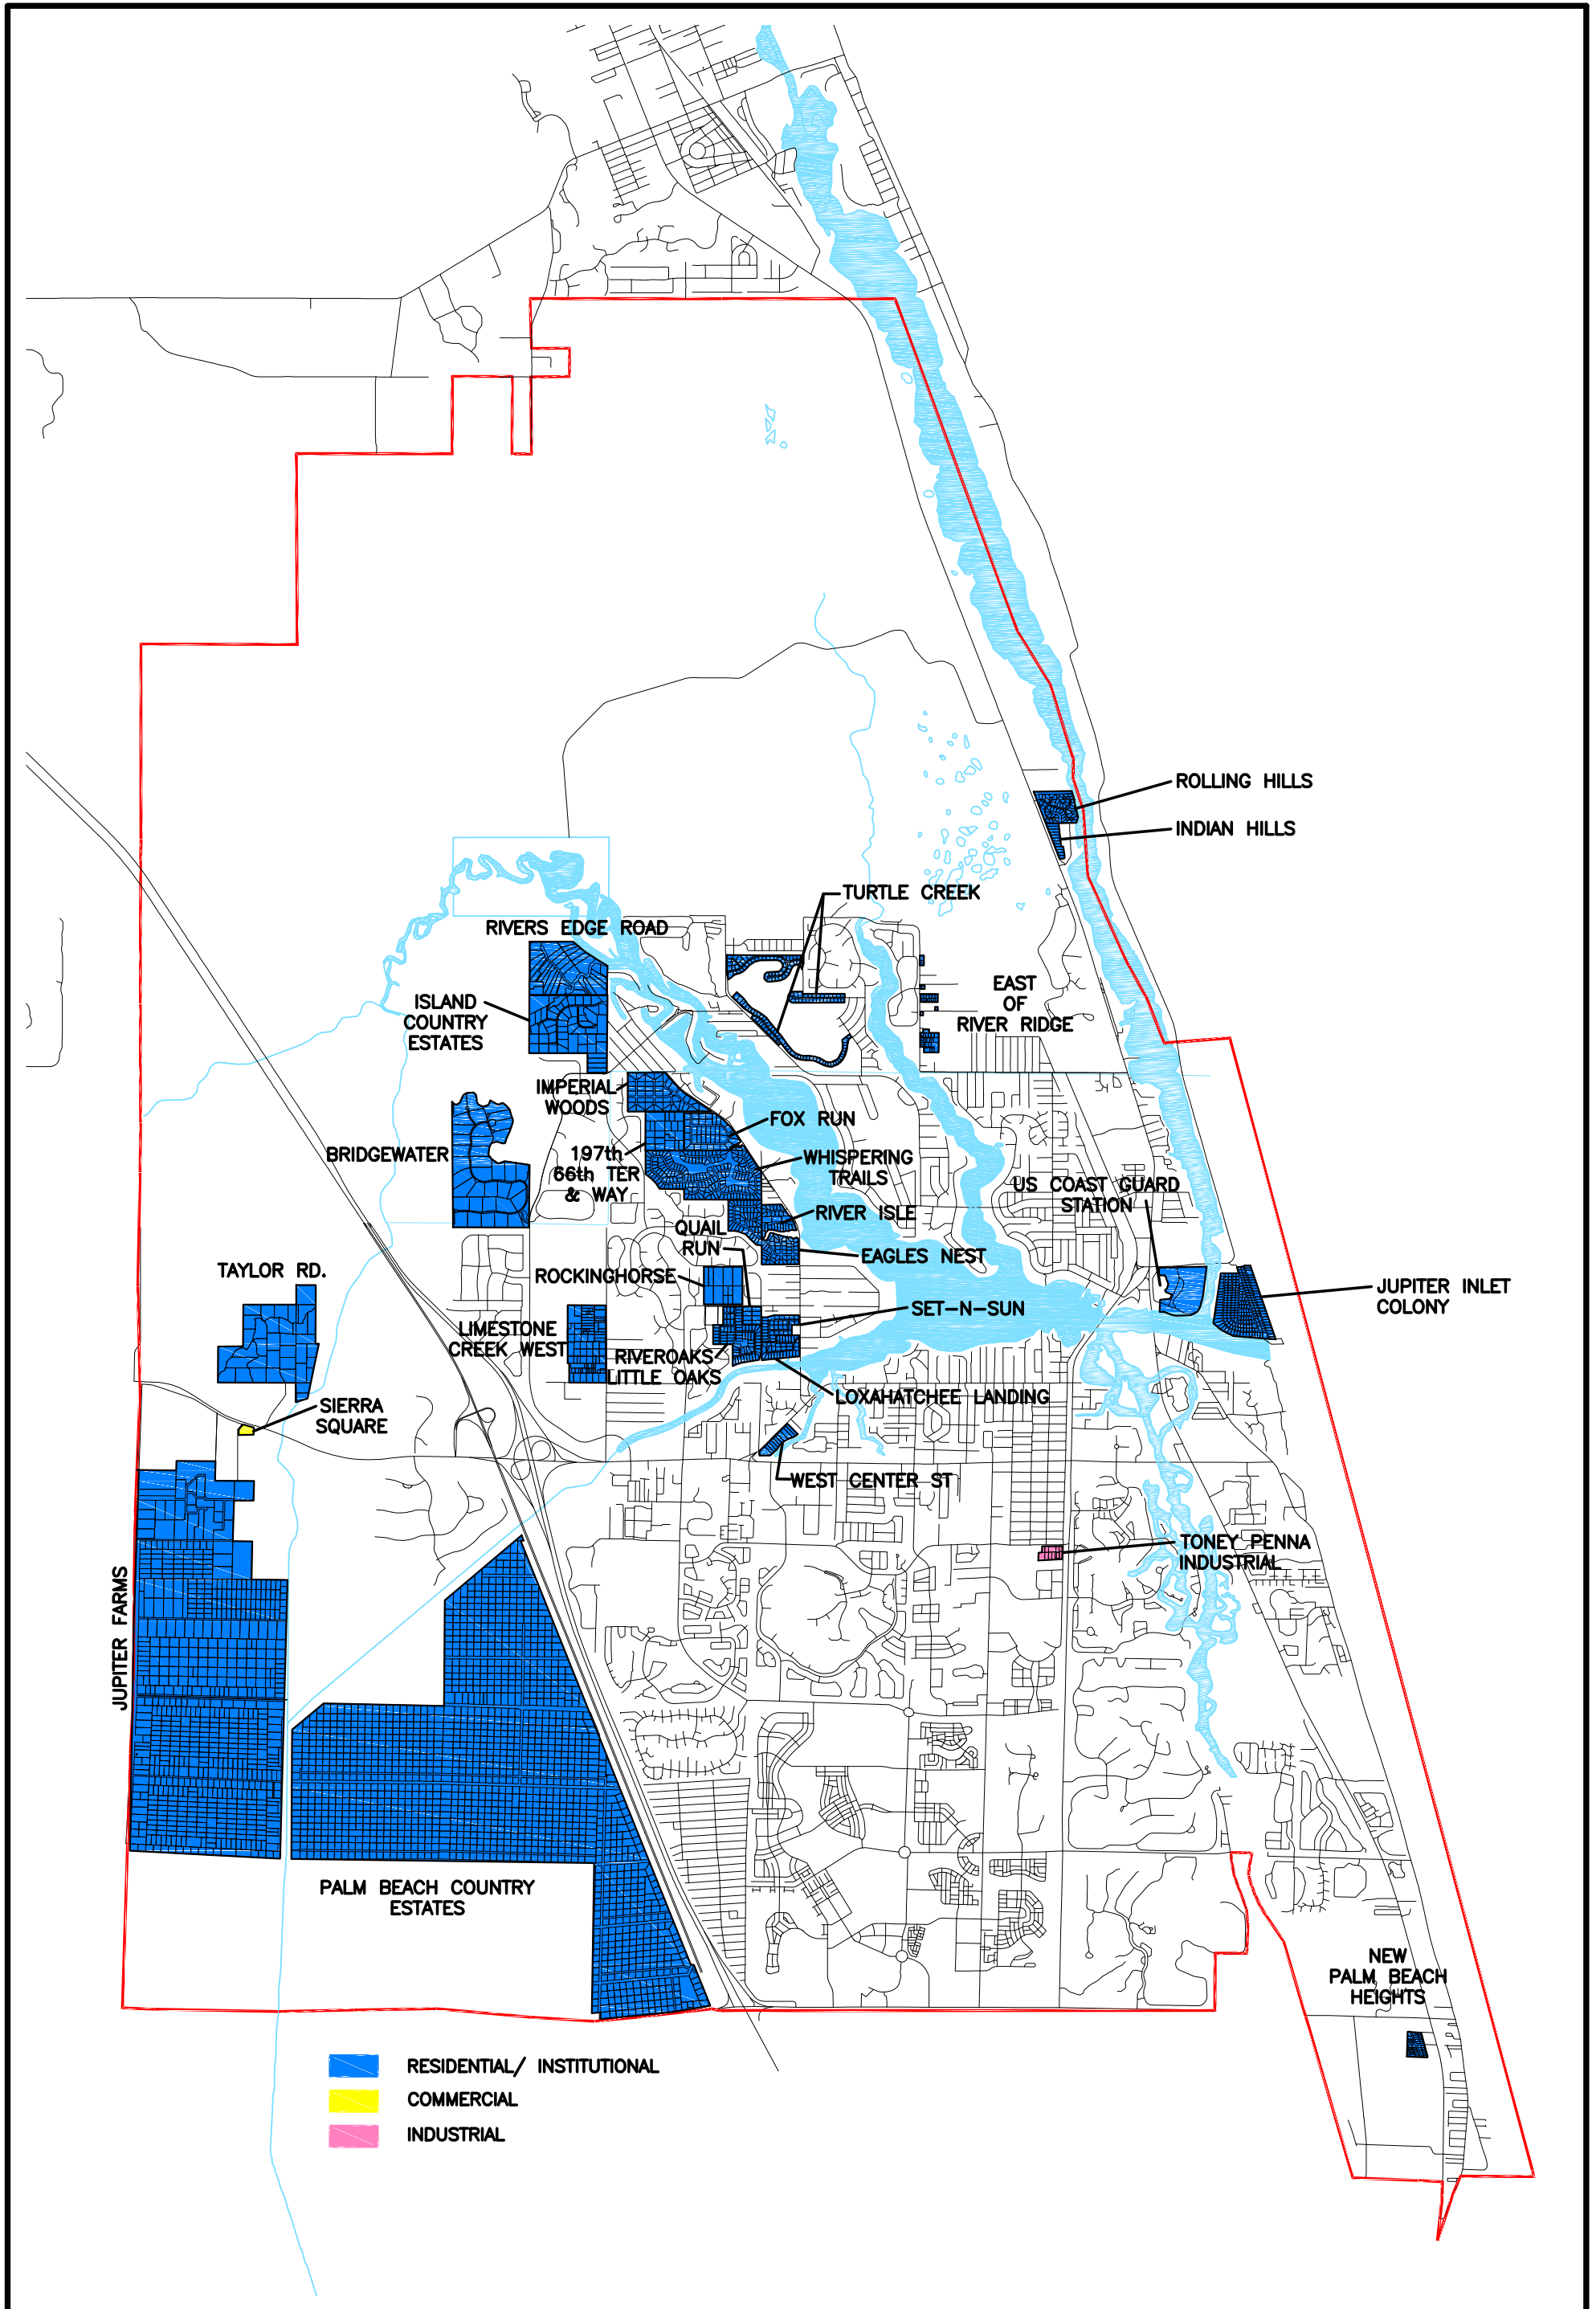 ROLLING HILLS
INDIAN HILLS
TURTLE CREEK
RIVERS EDGE ROAD
EAST
OF
RIVER RIDGE
ISLAND
COUNTRY
ESTATES
IMPERIAL
WOODS
FOX RUN
BRIDGEWATER
197th
66th TER
& WAY
WHISPERING
TRAILS
US COAST GUARD
STATION
RIVER ISLE
QUAIL
RUN
EAGLES NEST
TAYLOR RD.
ROCKINGHORSE
JUPITER INLET
COLONY
SET-N-SUN
LIMESTONE
CREEK WEST
RIVEROAKS
LITTLE OAKS
LOXAHATCHEE LANDING
SIERRA
SQUARE
WEST CENTER ST
TONEY PENNA
INDUSTRIAL
JUPITER FARMS
PALM BEACH COUNTRY
ESTATES
NEW
PALM BEACH
HEIGHTS
RESIDENTIAL/ INSTITUTIONAL
COMMERCIAL
INDUSTRIAL